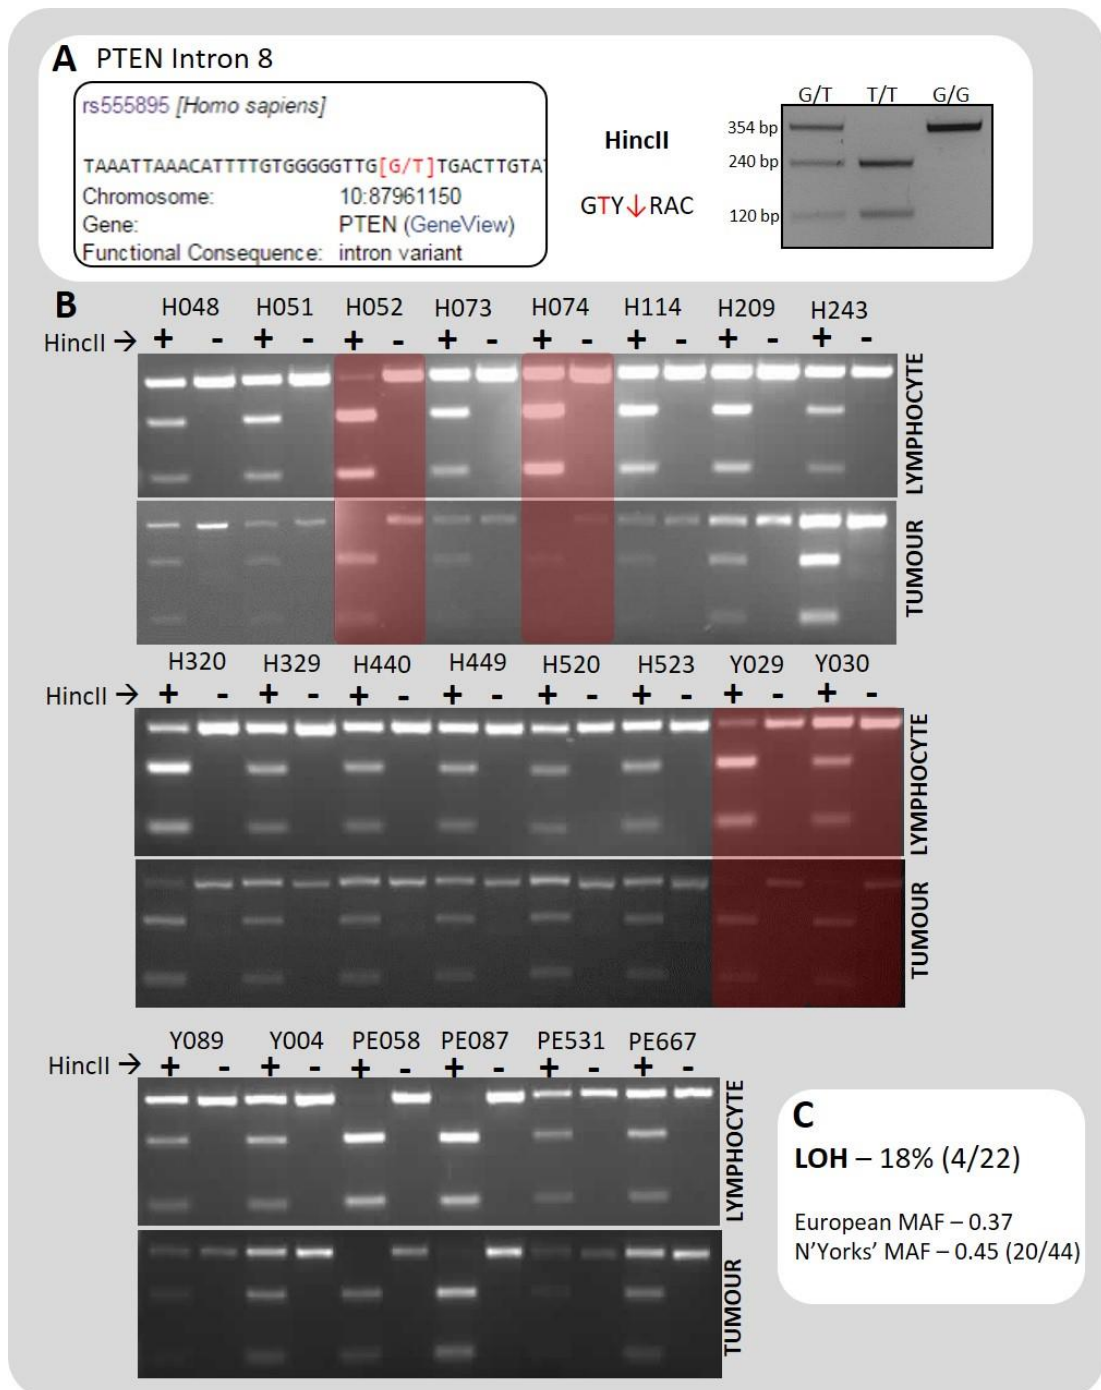 A PTEN Intron 8
rs555895 [Homo sapiens]
TAAATTAAACATTTTGTGGGGGTTG[G/T]TGACTTGTAT
Chromosome: 10:87961150
Gene: PTEN (GeneView)
Functional Consequence: intron variant
HincII
GTY↓RAC
G/T T/T G/G
354 bp
240 bp
120 bp
B
H048 H051 H052 H073 H074 H114 H209 H243
HincII → + - + - + - + - + - + - + - + -
LYMPHOCYTE
TUMOUR
H320 H329 H440 H449 H520 H523 Y029 Y030
HincII → + - + - + - + - + - + - + - + -
LYMPHOCYTE
TUMOUR
Y089 Y004 PE058 PE087 PE531 PE667
HincII → + - + - + - + - + - + -
LYMPHOCYTE
TUMOUR
C
LOH – 18% (4/22)
European MAF – 0.37
N'Yorks' MAF – 0.45 (20/44)